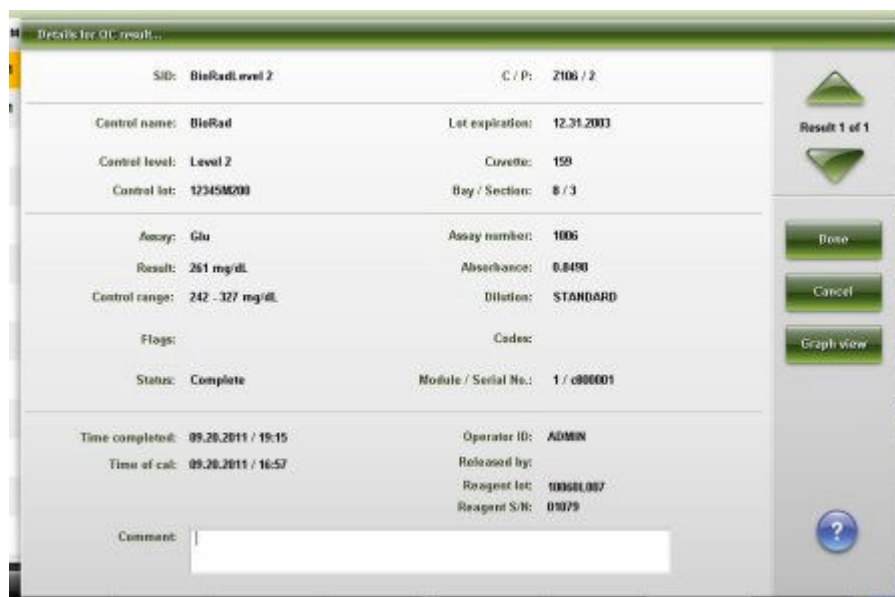 Details for QC result...
SID: BioRadLevel 2 C / P: Z106 / 2
Control name: BioRad Lot expiration: 12.31.2003
Control level: Level 2 Cuvette: 159
Control lot: 12345M200 Bay / Section: 8 / 3
Assay: Glu Assay number: 1006
Result: 261 mg/dL Absorbance: 0.8490
Control range: 242 - 327 mg/dL Dilution: STANDARD
Flags: Codes:
Status: Complete Module / Serial No.: 1 / c800001
Time completed: 09.20.2011 / 19:15 Operator ID: ADMIN
Time of cal: 09.20.2011 / 16:57 Released by:
Reagent lot: 10060L007
Reagent S/N: 01079
Comment:
Result 1 of 1
Done
Cancel
Graph view
?